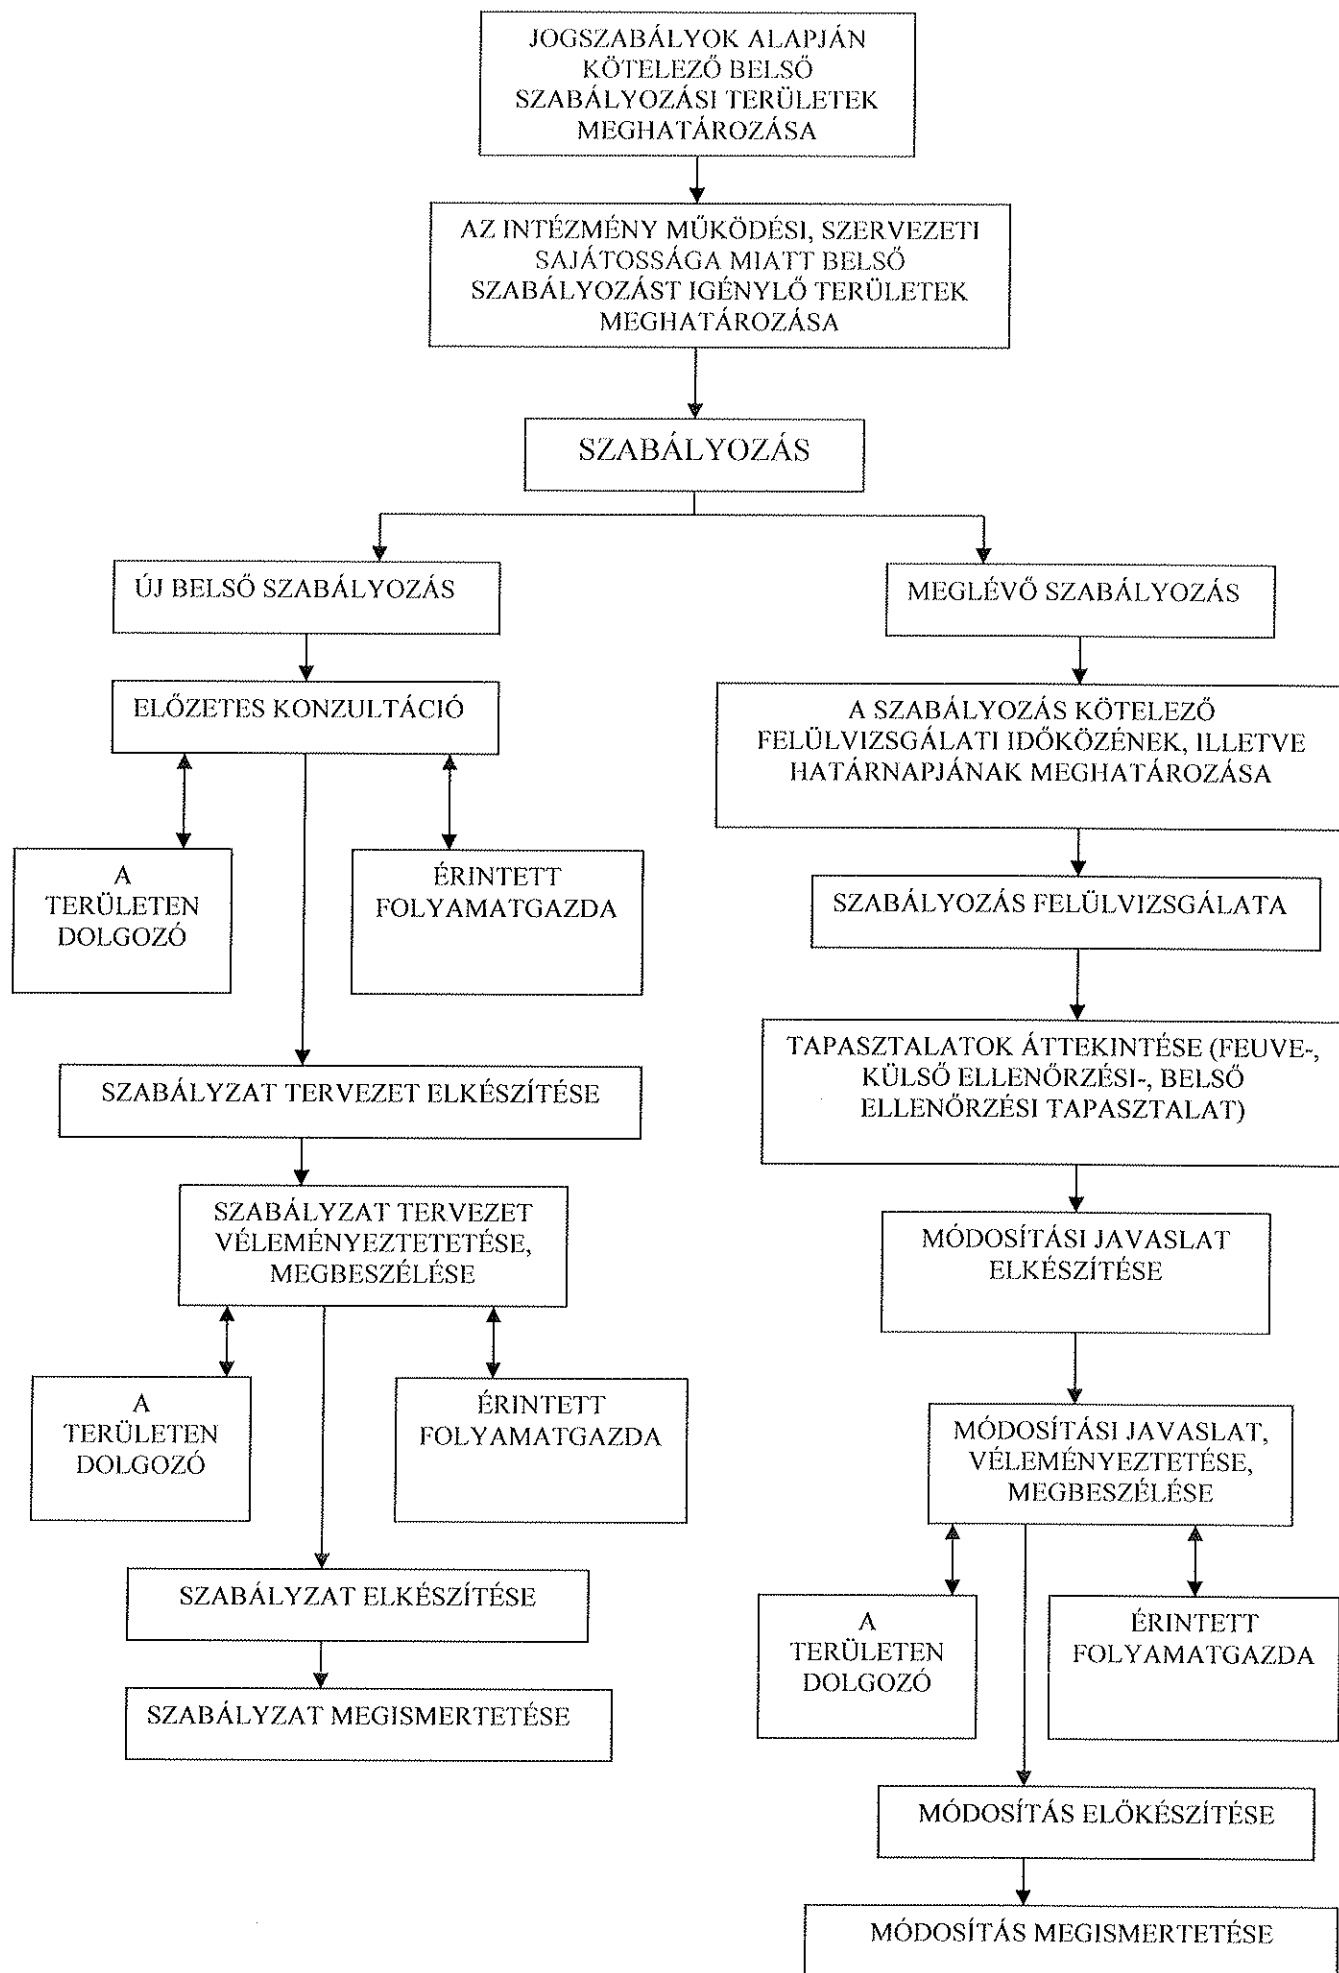 JOGSZABÁLYOK ALAPJÁN
KÖTELEZŐ BELSŐ
SZABÁLYOZÁSI TERÜLETEK
MEGHATÁROZÁSA
AZ INTÉZMÉNY MŰKÖDÉSI, SZERVEZETI
SAJÁTOSSÁGA MIATT BELSŐ
SZABÁLYOZÁST IGÉNYLŐ TERÜLETEK
MEGHATÁROZÁSA
SZABÁLYOZÁS
ÚJ BELSŐ SZABÁLYOZÁS
ELŐZETES KONZULTÁCIÓ
A
TERÜLETEN
DOLGOZÓ
ÉRINTETT
FOLYAMATGAZDA
SZABÁLYZAT TERVEZET ELKÉSZÍTÉSE
SZABÁLYZAT TERVEZET
VÉLEMÉNYEZTETETÉSE,
MEGBESZÉLÉSE
A
TERÜLETEN
DOLGOZÓ
ÉRINTETT
FOLYAMATGAZDA
SZABÁLYZAT ELKÉSZÍTÉSE
SZABÁLYZAT MEGISMERTETÉSE
MEGLÉVŐ SZABÁLYOZÁS
A SZABÁLYOZÁS KÖTELEZŐ
FELÜLVIZSGÁLATI IDŐKÖZÉNEK, ILLETVE
HATÁRNAPJÁNAK MEGHATÁROZÁSA
SZABÁLYOZÁS FELÜLVIZSGÁLATA
TAPASZTALATOK ÁTTEKINTÉSE (FEUVE-,
KÜLSŐ ELLENŐRZÉSI-, BELSŐ
ELLENŐRZÉSI TAPASZTALAT)
MÓDOSÍTÁSI JAVASLAT
ELKÉSZÍTÉSE
MÓDOSÍTÁSI JAVASLAT,
VÉLEMÉNYEZTETÉSE,
MEGBESZÉLÉSE
A
TERÜLETEN
DOLGOZÓ
ÉRINTETT
FOLYAMATGAZDA
MÓDOSÍTÁS ELŐKÉSZÍTÉSE
MÓDOSÍTÁS MEGISMERTETÉSE